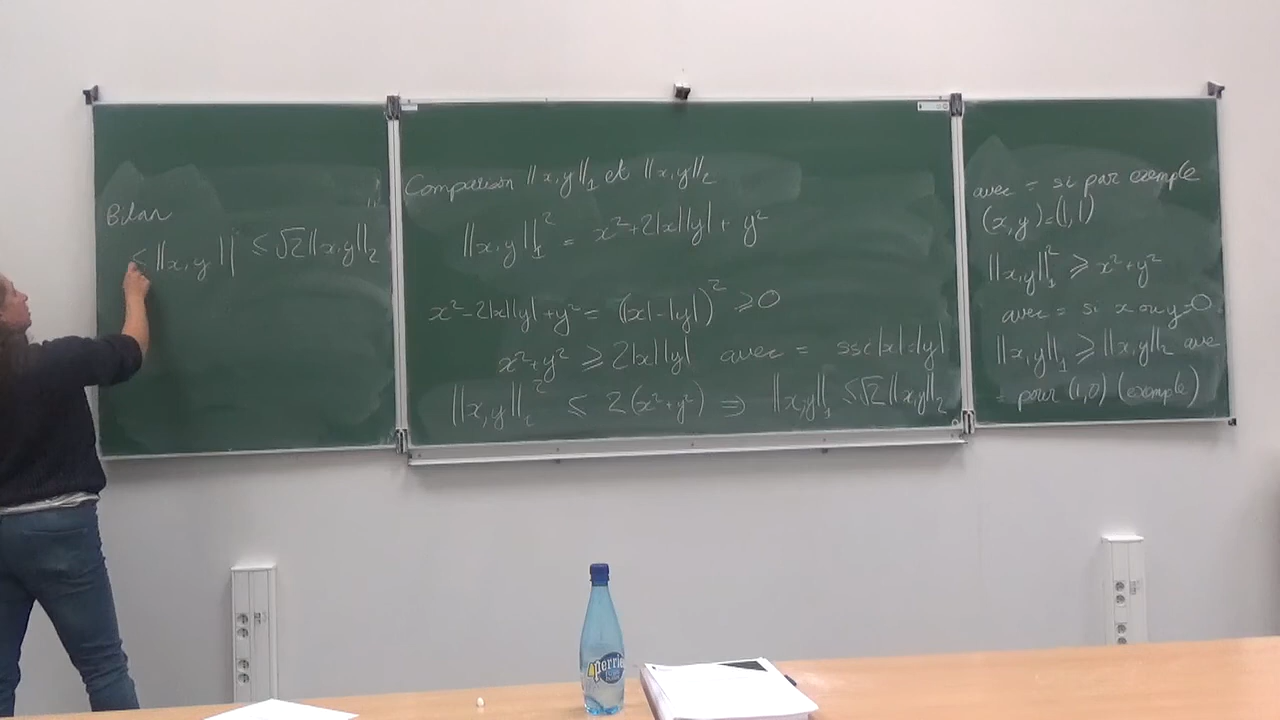 Bilan
≤ ||x,y|| ≤ √2||x,y||₂
Comparaison ||x,y||₁ et ||x,y||₂
||x,y||₁² = x²+2|x||y|+ y²
x²-2|x||y|+y² = (|x|-|y|)² ≥0
x²+y² ≥ 2|x||y| avec = ssi |x|=|y|
||x,y||₁² ≤ 2(x²+y²) ⇒ ||x,y||₁ ≤√2||x,y||₂
avec = si par exemple
(x,y)=(1,1)
||x,y||₁² ≥ x²+y²
avec = si x ou y=0
||x,y||₁ ≥ ||x,y||₂ ave
= pour (1,0) (exemple)
perrier